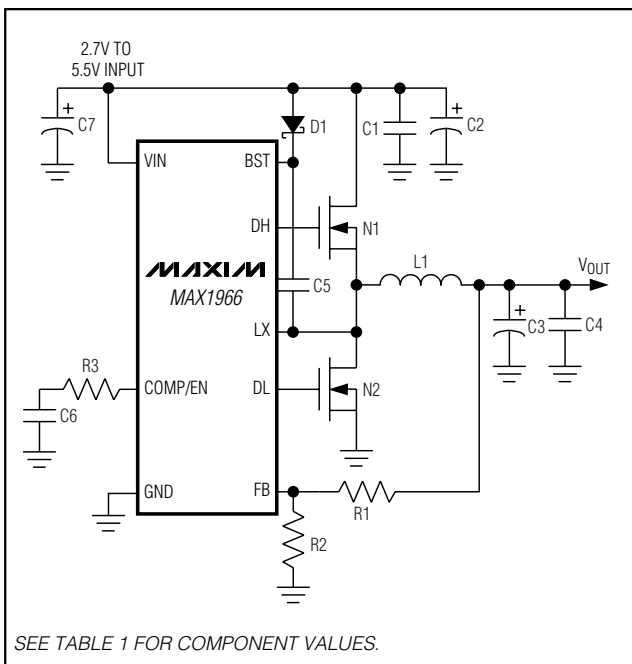 2.7V TO
5.5V INPUT
C7
D1
C1
C2
VIN
BST
DH
N1
MAXIM
MAX1966
C5
L1
VOUT
LX
C3
C4
R3
COMP/EN
DL
N2
C6
GND
FB
R1
R2
SEE TABLE 1 FOR COMPONENT VALUES.